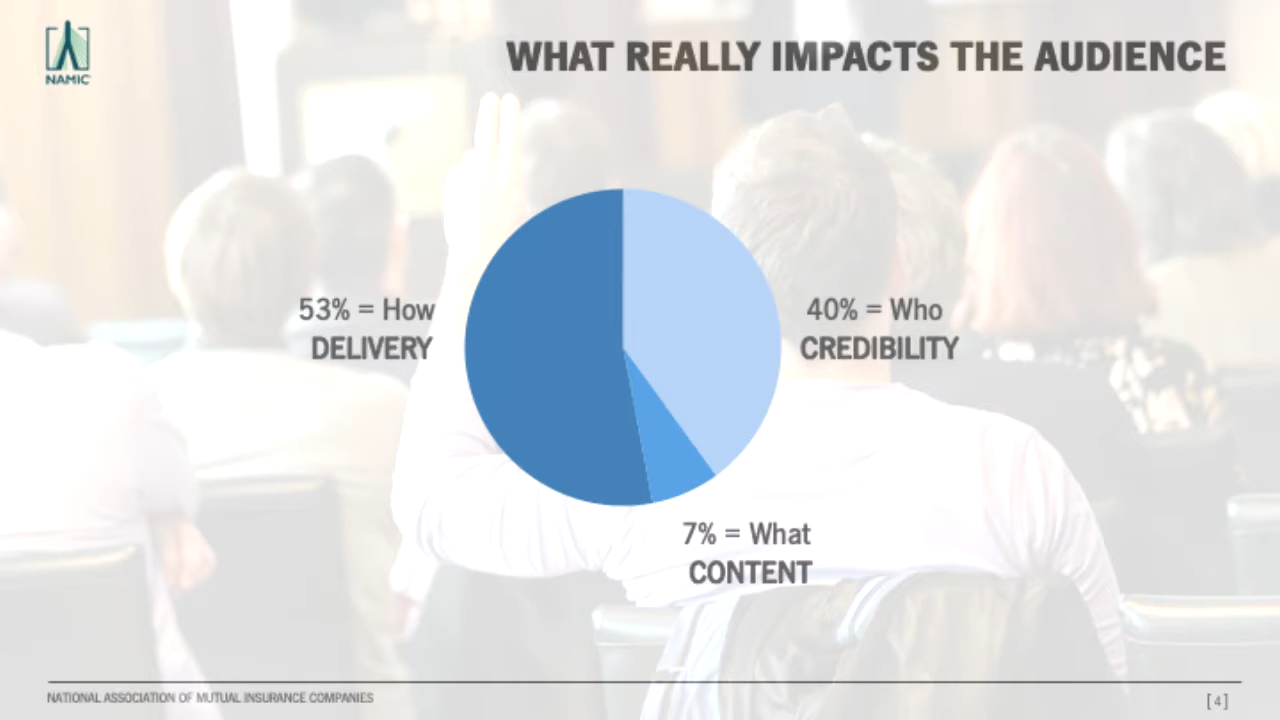 NAMIC
WHAT REALLY IMPACTS THE AUDIENCE
53% = How
DELIVERY
40% = Who
CREDIBILITY
7% = What
CONTENT
NATIONAL ASSOCIATION OF MUTUAL INSURANCE COMPANIES
[4]